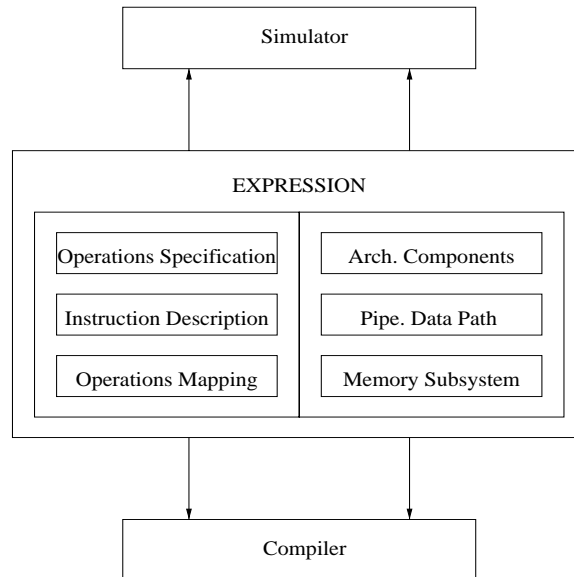 Simulator
EXPRESSION
Operations Specification
Instruction Description
Operations Mapping
Arch. Components
Pipe. Data Path
Memory Subsystem
Compiler